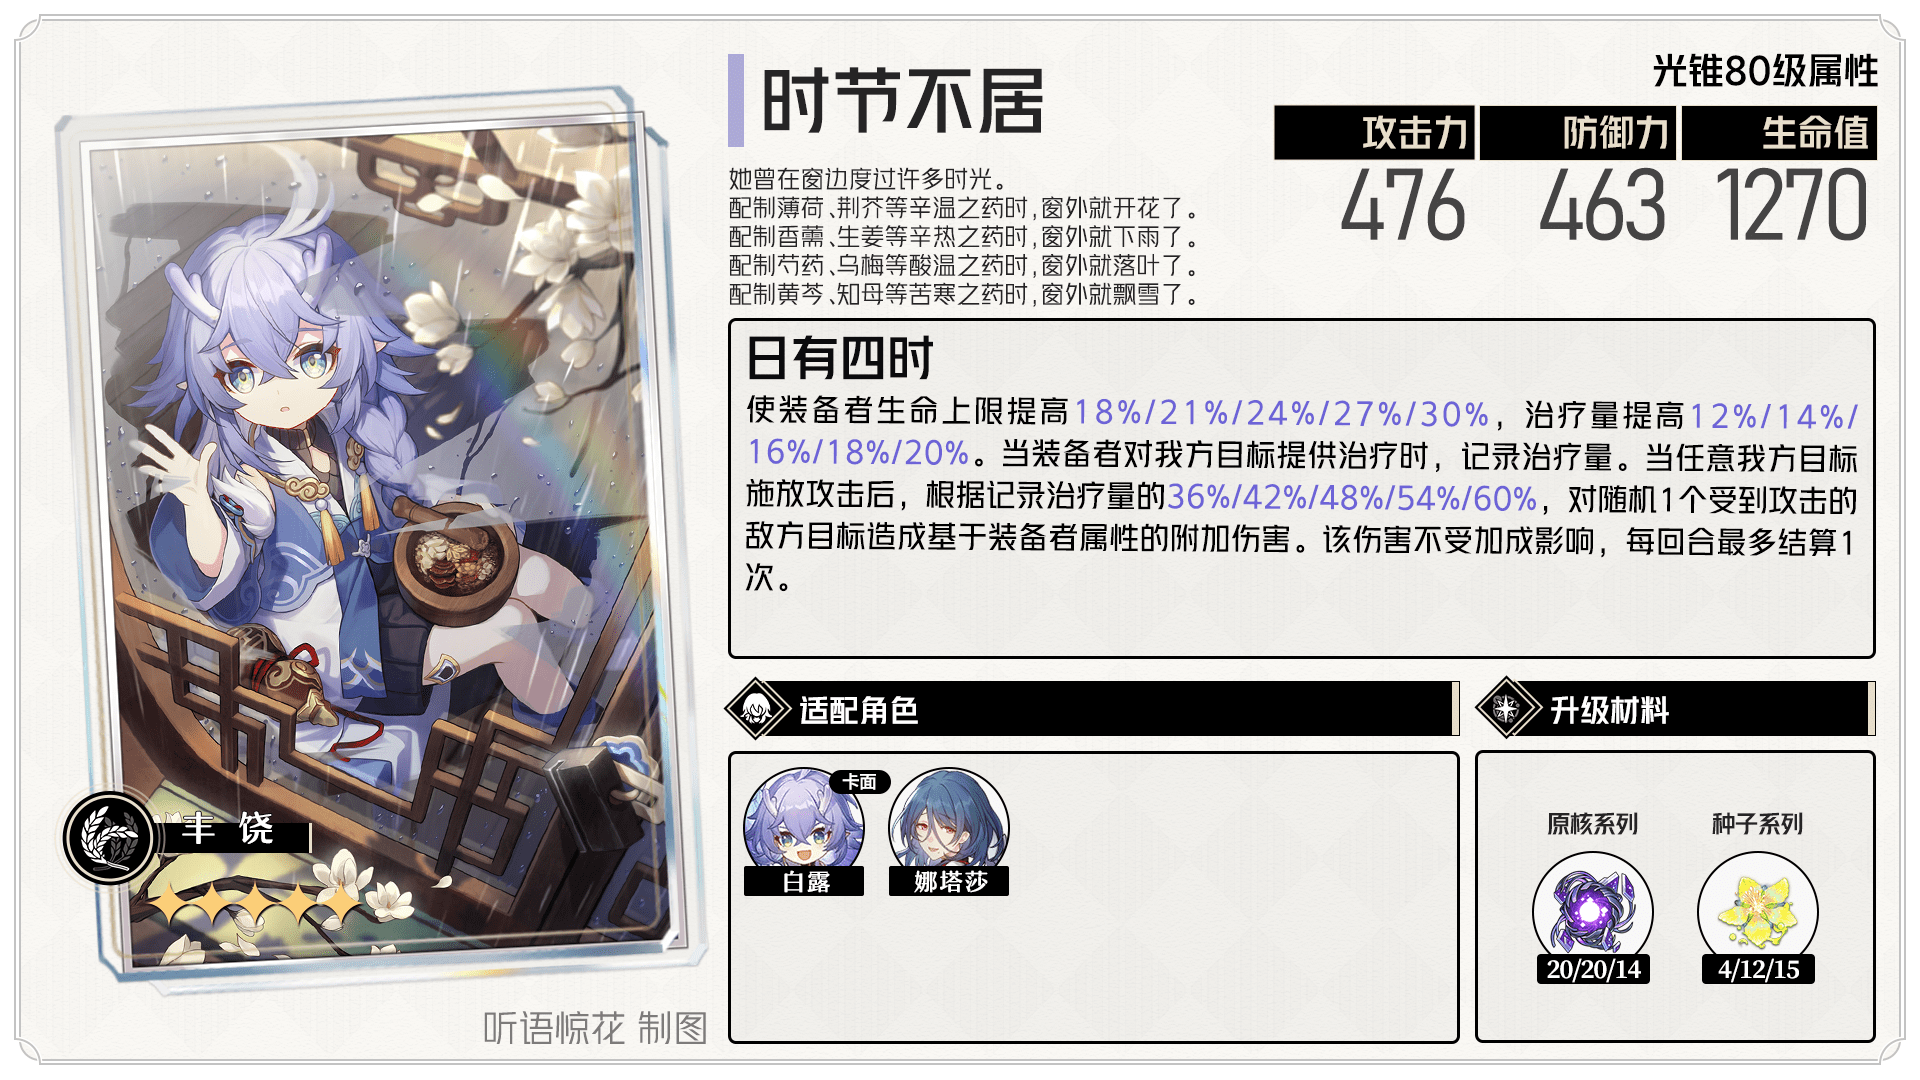 时节不居
光锥80级属性
攻击力 防御力 生命值
476 463 1270
她曾在窗边度过许多时光。
配制薄荷、荆芥等辛温之药时,窗外就开花了。
配制香薷、生姜等辛热之药时,窗外就下雨了。
配制芍药、乌梅等酸温之药时,窗外就落叶了。
配制黄芩、知母等苦寒之药时,窗外就飘雪了。
日有四时
使装备者生命上限提高18%/21%/24%/27%/30%，治疗量提高12%/14%/
16%/18%/20%。当装备者对我方目标提供治疗时，记录治疗量。当任意我方目标
施放攻击后，根据记录治疗量的36%/42%/48%/54%/60%，对随机1个受到攻击的
敌方目标造成基于装备者属性的附加伤害。该伤害不受加成影响，每回合最多结算1
次。
适配角色
升级材料
卡面
白露
娜塔莎
原核系列
种子系列
20/20/14
4/12/15
丰饶
听语惊花 制图